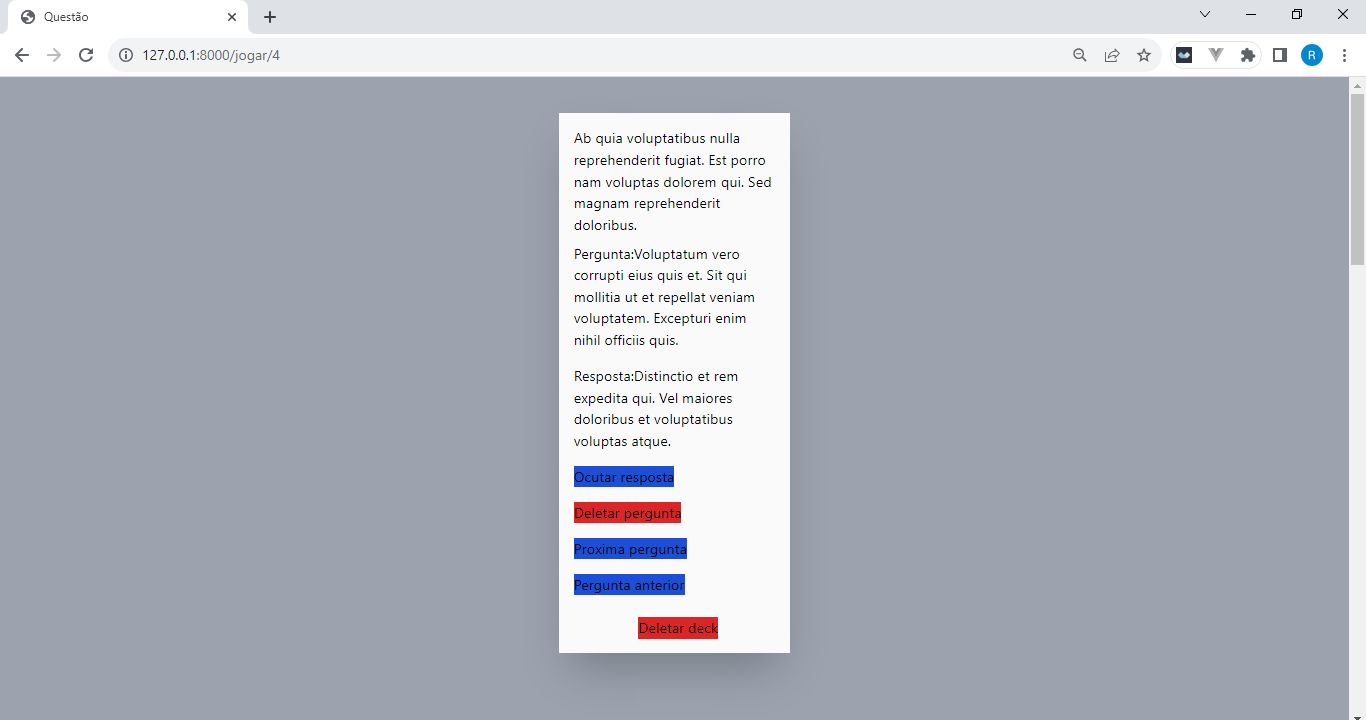 Questão
127.0.0.1:8000/jogar/4
R
Ab quia voluptatibus nulla
reprehenderit fugiat. Est porro
nam voluptas dolorem qui. Sed
magnam reprehenderit
doloribus.
Pergunta:Voluptatum vero
corrupti eius quis et. Sit qui
mollitia ut et repellat veniam
voluptatem. Excepturi enim
nihil officiis quis.
Resposta:Distinctio et rem
expedita qui. Vel maiores
doloribus et voluptatibus
voluptas atque.
Ocutar resposta
Deletar pergunta
Proxima pergunta
Pergunta anterior
Deletar deck